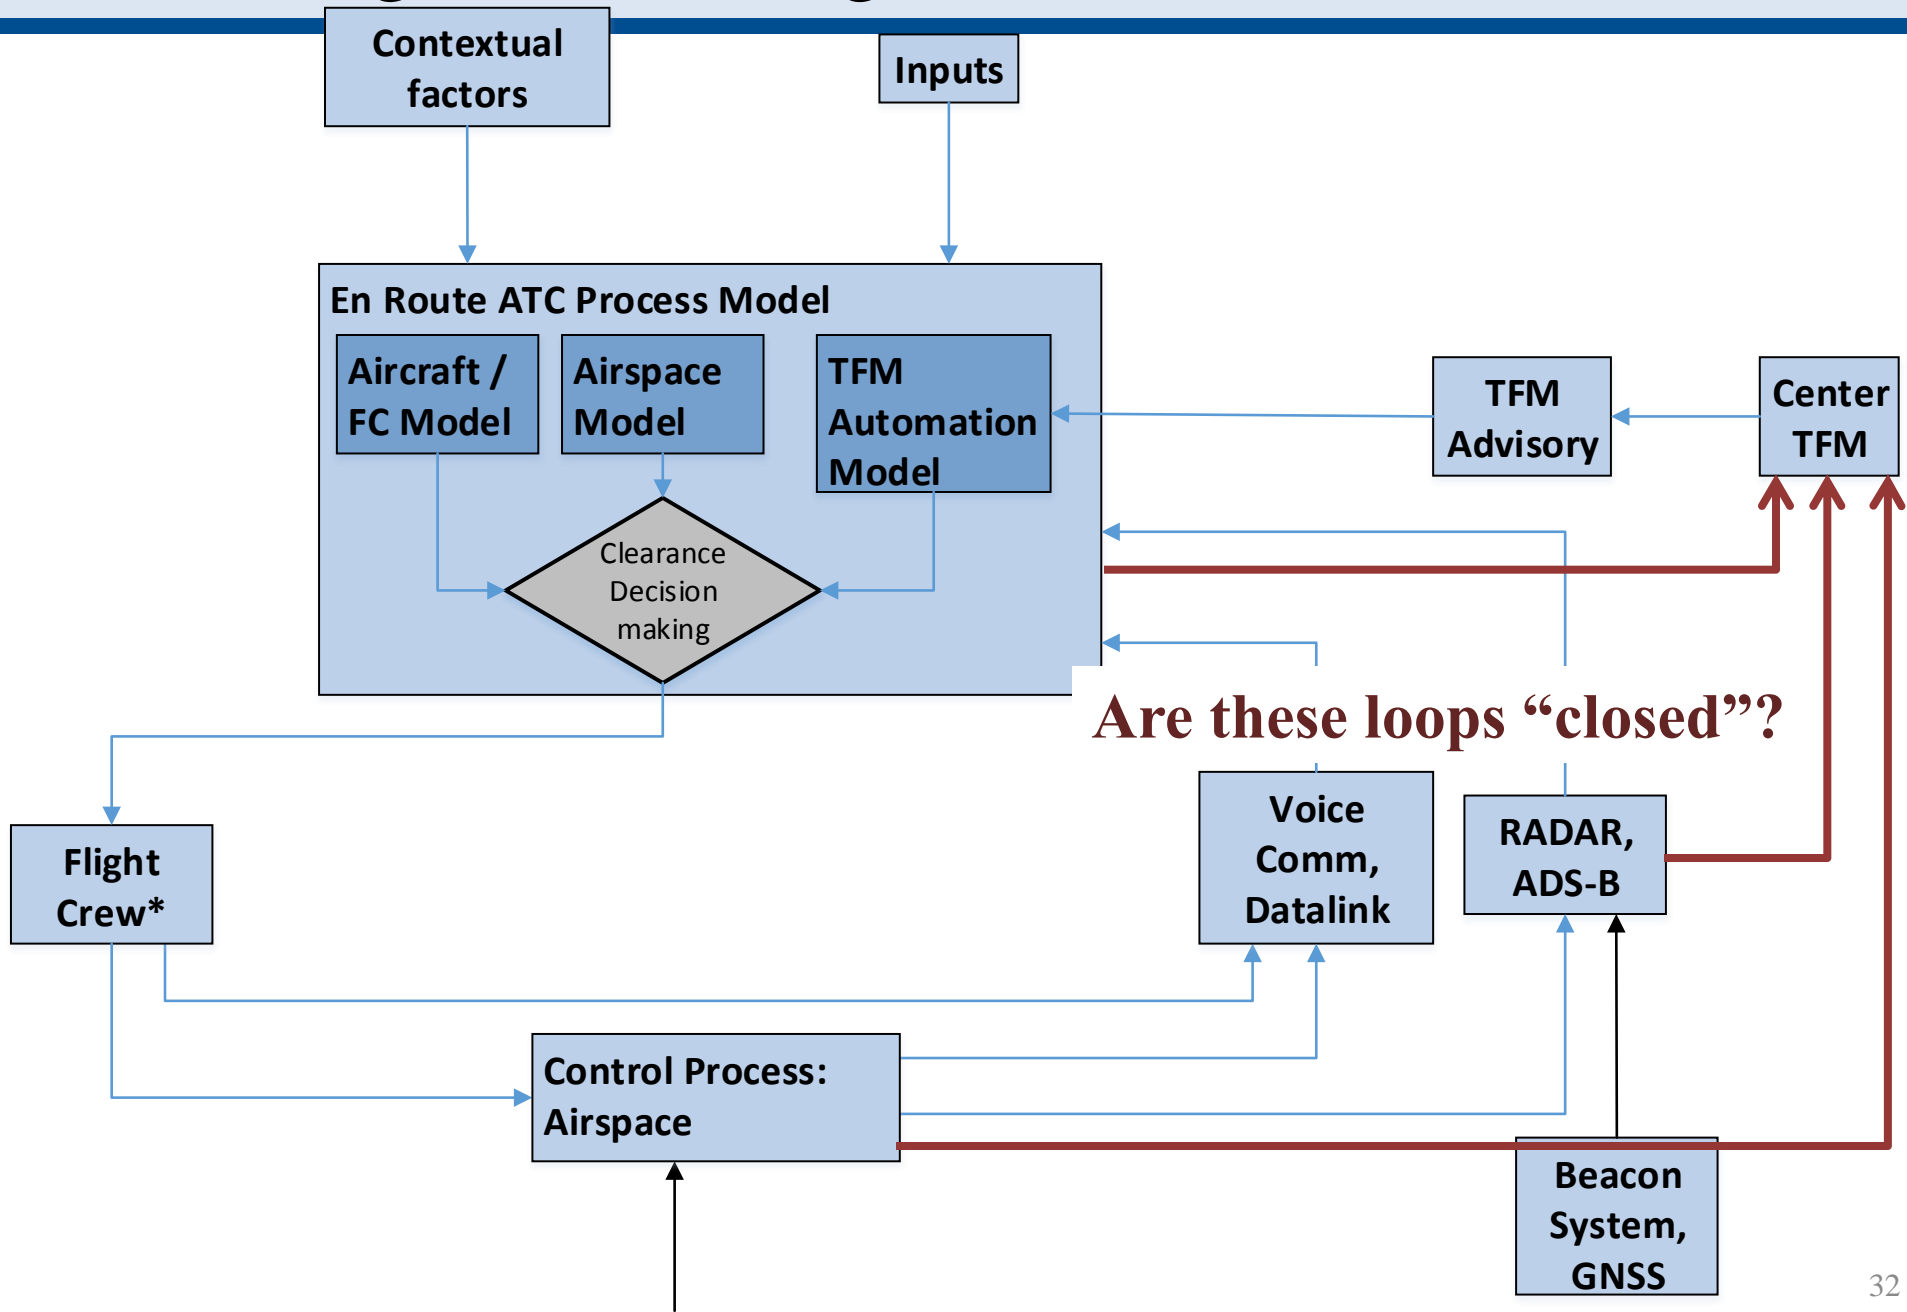 Contextual
factors
Inputs
En Route ATC Process Model
Aircraft /
FC Model
Airspace
Model
TFM
Automation
Model
TFM
Advisory
Center
TFM
Clearance
Decision
making
Are these loops “closed”?
Flight
Crew*
Voice
Comm,
Datalink
RADAR,
ADS-B
Control Process:
Airspace
Beacon
System,
GNSS
32